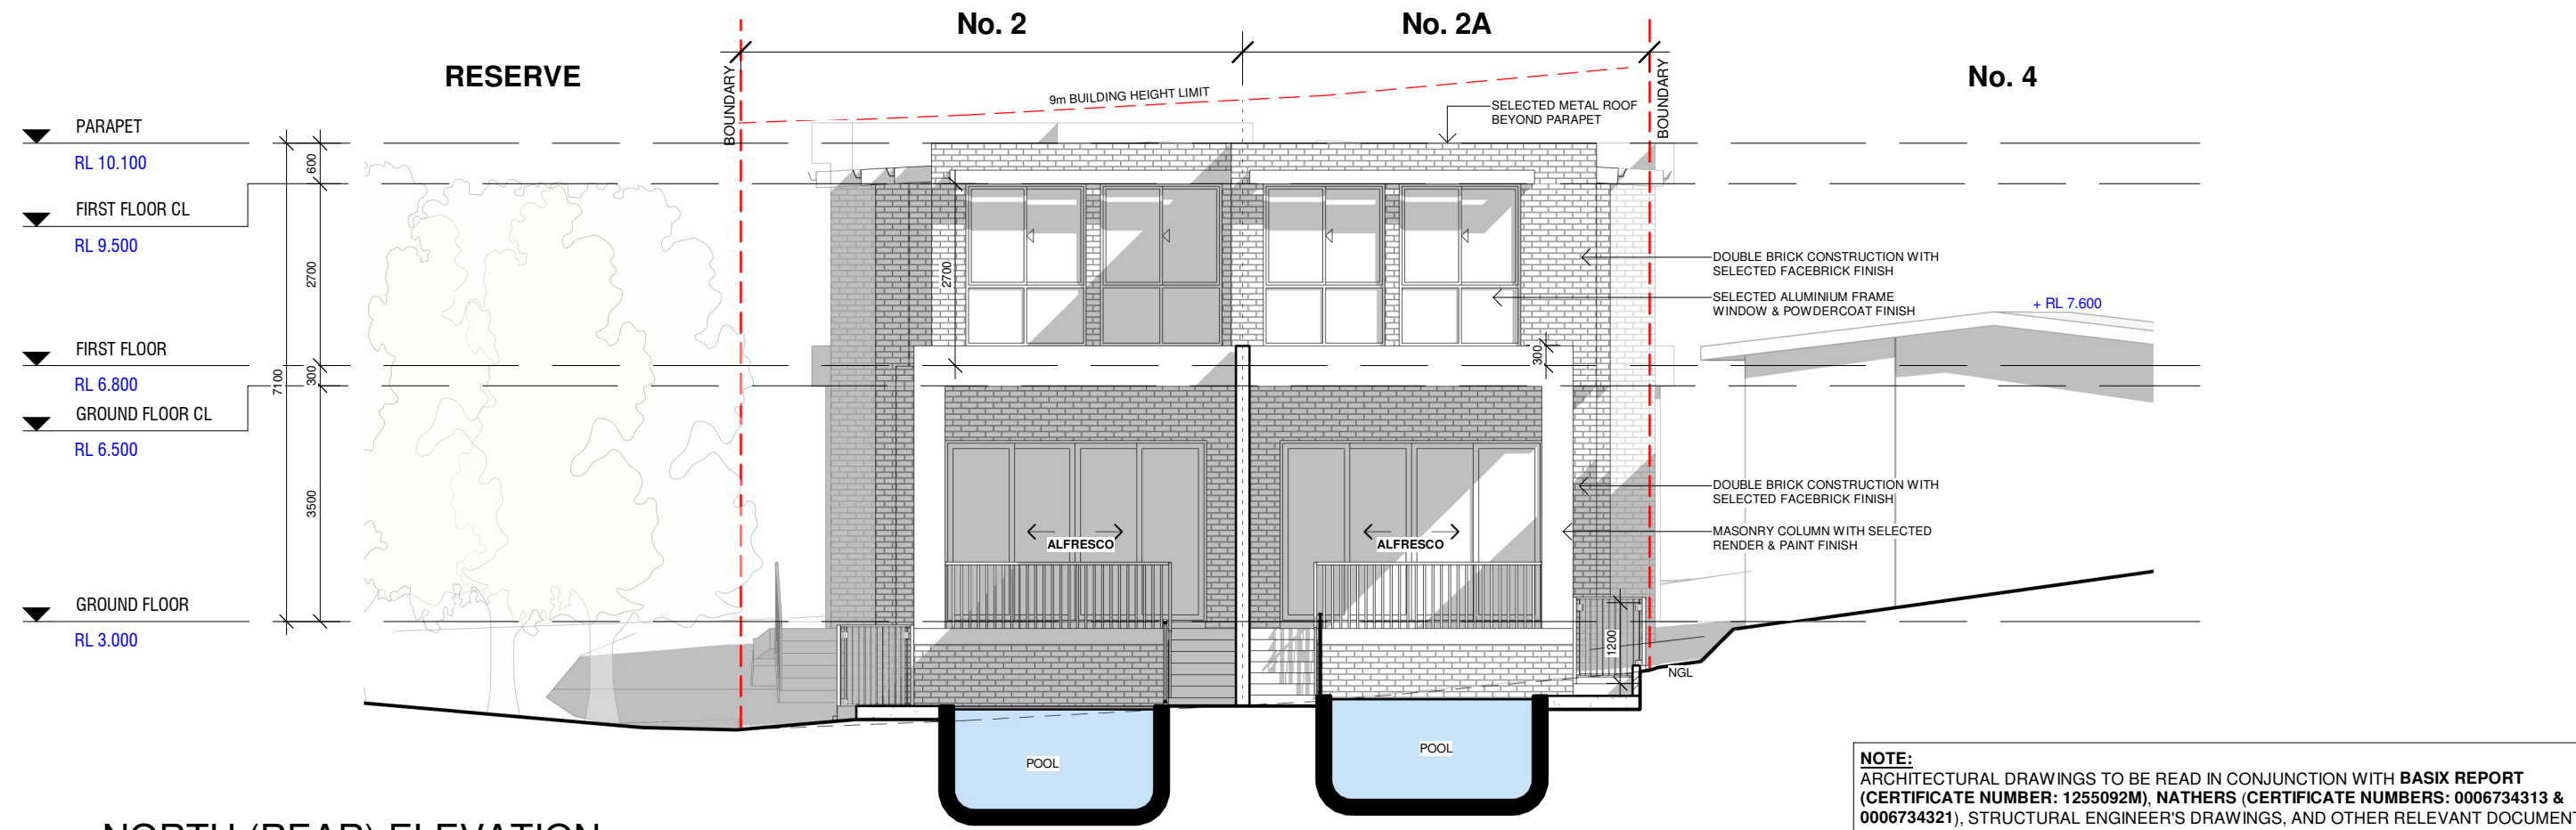 No. 2
No. 2A
RESERVE
No. 4
BOUNDARY
BOUNDARY
9m BUILDING HEIGHT LIMIT
SELECTED METAL ROOF
BEYOND PARAPET
PARAPET
RL 10.100
600
FIRST FLOOR CL
RL 9.500
2700
2700
DOUBLE BRICK CONSTRUCTION WITH
SELECTED FACEBRICK FINISH
SELECTED ALUMINIUM FRAME
WINDOW & POWDERCOAT FINISH
+ RL 7.600
FIRST FLOOR
RL 6.800
300
300
7100
GROUND FLOOR CL
RL 6.500
3500
DOUBLE BRICK CONSTRUCTION WITH
SELECTED FACEBRICK FINISH
MASONRY COLUMN WITH SELECTED
RENDER & PAINT FINISH
ALFRESCO
ALFRESCO
GROUND FLOOR
RL 3.000
1200
NGL
POOL
POOL
NOTE:
ARCHITECTURAL DRAWINGS TO BE READ IN CONJUNCTION WITH BASIX REPORT
(CERTIFICATE NUMBER: 1255092M), NATHERS (CERTIFICATE NUMBERS: 0006734313 &
0006734321), STRUCTURAL ENGINEER'S DRAWINGS, AND OTHER RELEVANT DOCUMEN
NORTH (REAR) ELEVATION